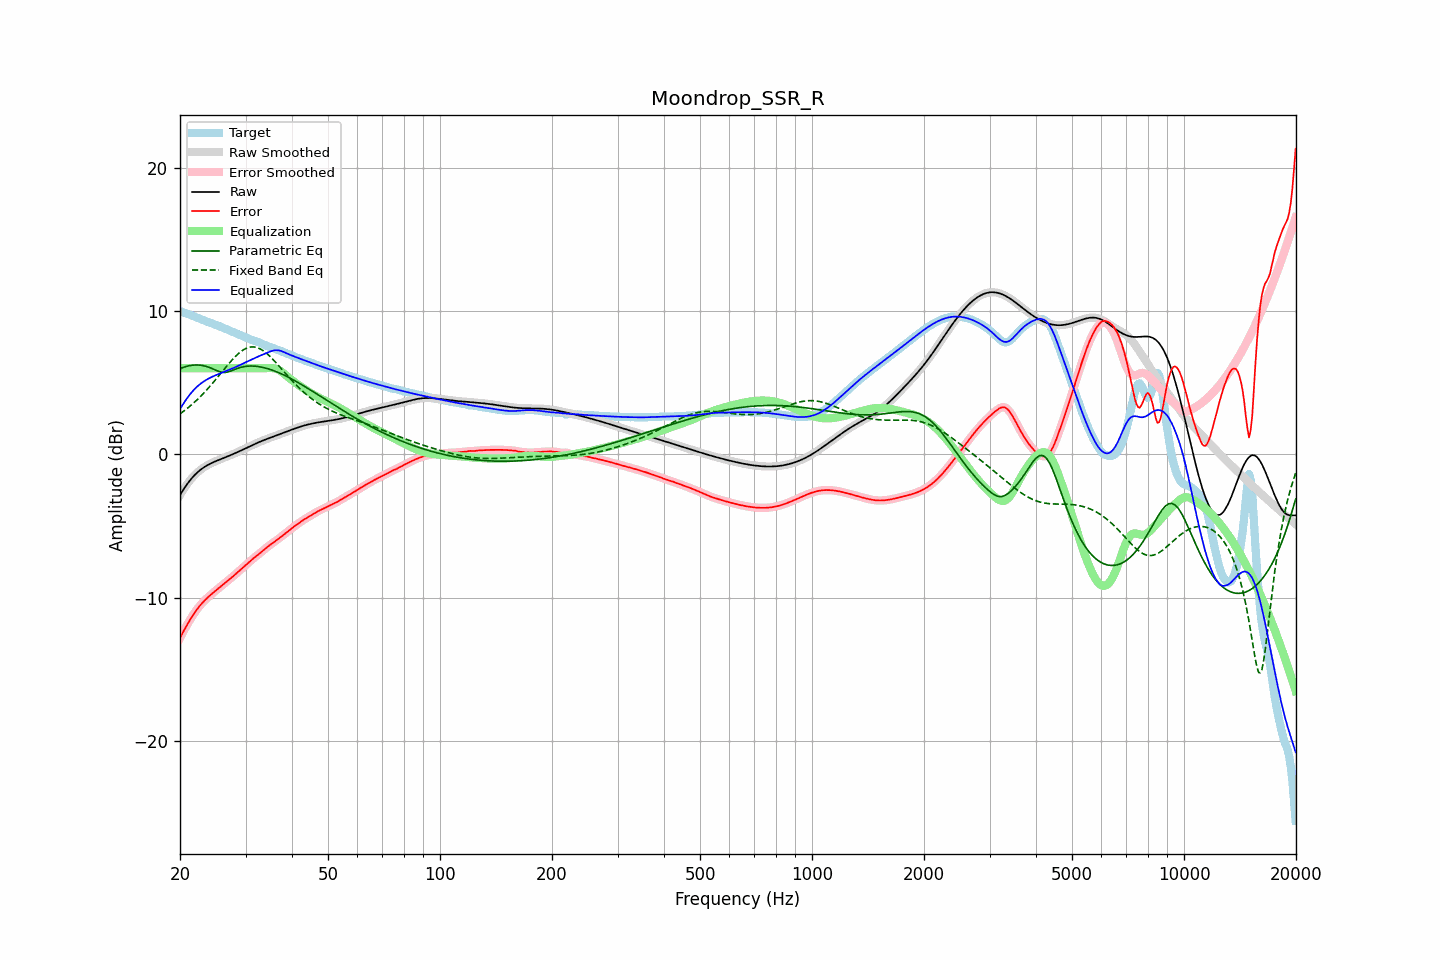 Moondrop_SSR_R
Target
Raw Smoothed
Error Smoothed
Raw
Error
Equalization
Parametric Eq
Fixed Band Eq
Equalized
20
10
0
−10
−20
Amplitude (dBr)
20 50 100 200 500 1000 2000 5000 10000 20000
Frequency (Hz)